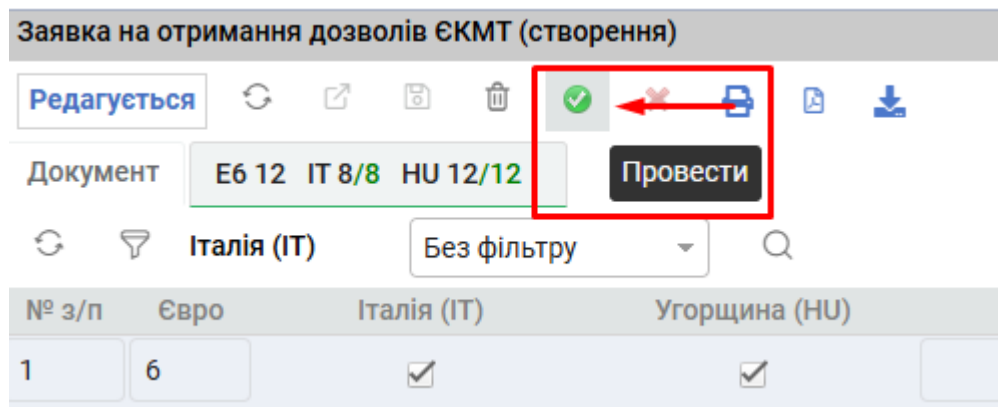 Заявка на отримання дозволів ЄКМТ (створення)
Редагується
Документ E6 12 IT 8/8 HU 12/12 Провести
Італія (IT) Без фільтру
№ з/п Євро Італія (IT) Угорщина (HU)
1 6